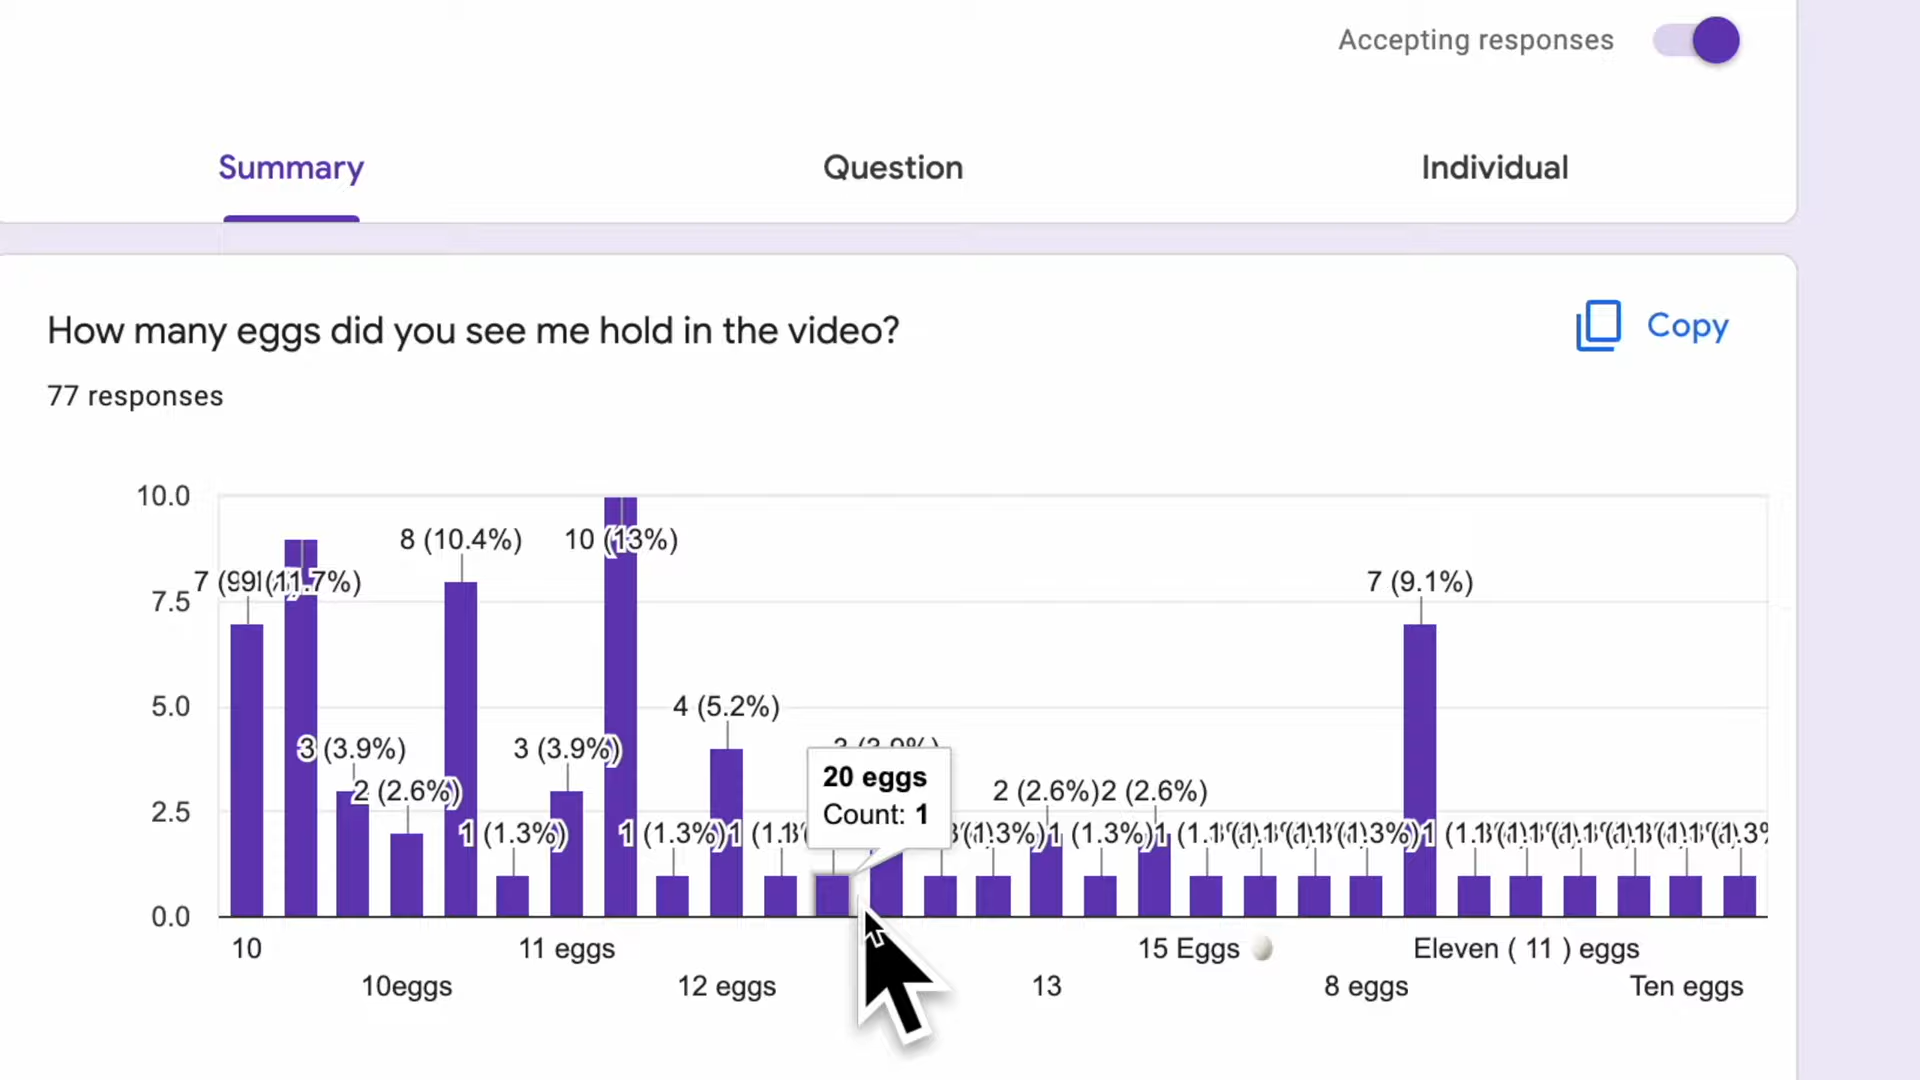 Accepting responses
Summary Question Individual
How many eggs did you see me hold in the video?
Copy
77 responses
10.0
7.5
5.0
2.5
0.0
8 (10.4%)
10 (13%)
7 (9.1%)
3 (3.9%)
2 (2.6%)
1 (1.3%)
3 (3.9%)
1 (1.3%)
4 (5.2%)
20 eggs
Count: 1
2 (2.6%)
1 (1.3%)
2 (2.6%)
10
10eggs
11 eggs
12 eggs
13
15 Eggs 🥚
8 eggs
Eleven ( 11 ) eggs
Ten eggs